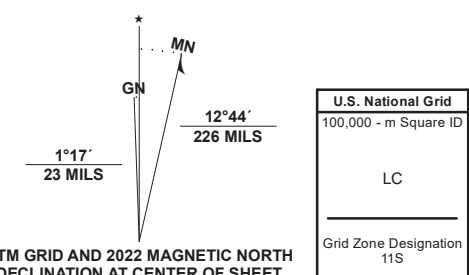 ★
MN
GN
12°44´
226 MILS
1°17´
23 MILS
TM GRID AND 2022 MAGNETIC NORTH
DECLINATION AT CENTER OF SHEET
U.S. National Grid
100,000 - m Square ID
LC
Grid Zone Designation
11S